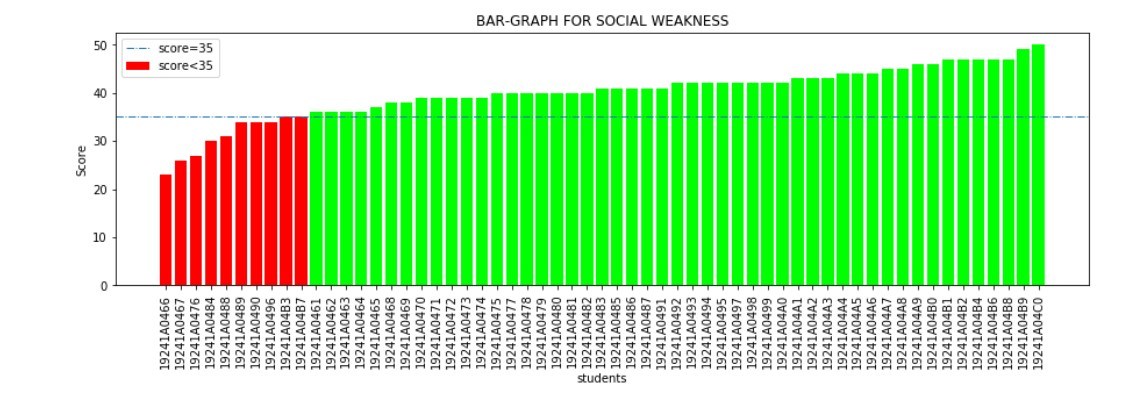 BAR-GRAPH FOR SOCIAL WEAKNESS
score=35
score<35
50
40
30
20
10
0
Score
19241A0466
19241A0467
19241A0476
19241A0484
19241A0488
19241A0489
19241A0490
19241A0496
19241A04B3
19241A04B7
19241A0461
19241A0462
19241A0463
19241A0464
19241A0465
19241A0468
19241A0469
19241A0470
19241A0471
19241A0472
19241A0473
19241A0474
19241A0475
19241A0477
19241A0478
19241A0479
19241A0480
19241A0481
19241A0482
19241A0483
19241A0485
19241A0486
19241A0487
19241A0491
19241A0492
19241A0493
19241A0494
19241A0495
19241A0497
19241A0498
19241A0499
19241A04A0
19241A04A1
19241A04A2
19241A04A3
19241A04A4
19241A04A5
19241A04A6
19241A04A7
19241A04A8
19241A04A9
19241A04B0
19241A04B1
19241A04B2
19241A04B4
19241A04B6
19241A04B8
19241A04B9
19241A04C0
students